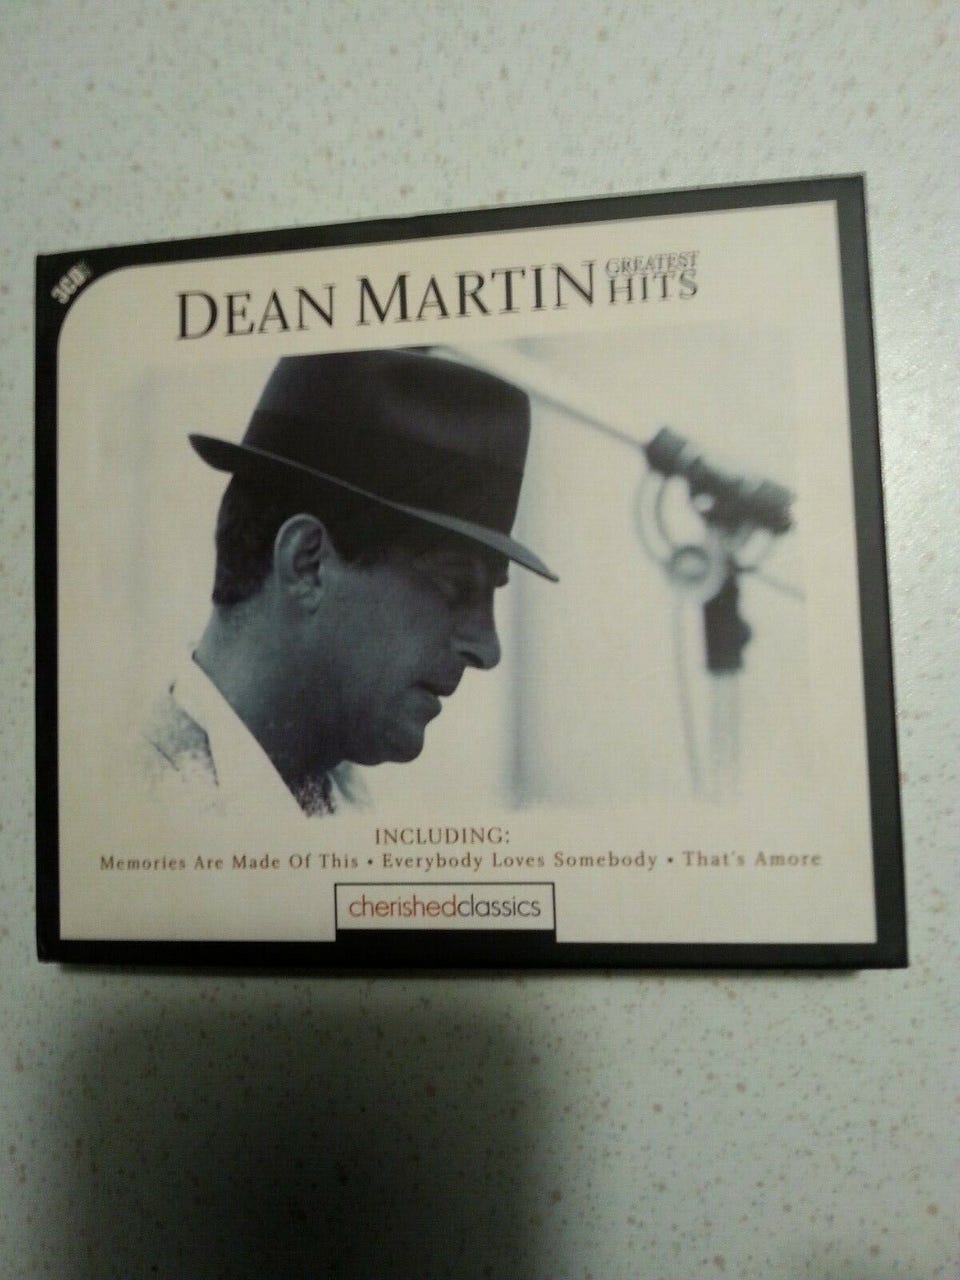 3CD
DEAN MARTIN GREATEST HITS
INCLUDING:
Memories Are Made Of This • Everybody Loves Somebody • That's Amore
cherishedclassics